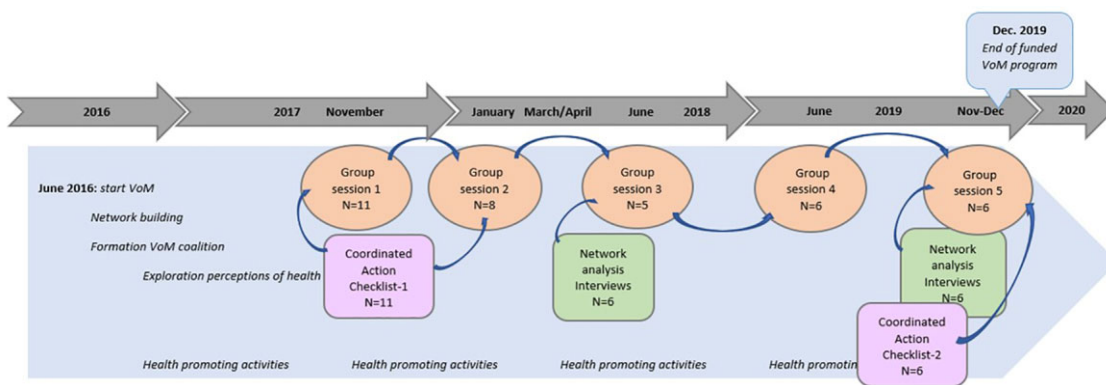 Dec. 2019
End of funded
VoM program
2016
2017
November
January
March/April
June
2018
June
2019
Nov-Dec
2020
June 2016: start VoM
Network building
Formation VoM coalition
Exploration perceptions of health
Group
session 1
N=11
Group
session 2
N=8
Group
session 3
N=5
Group
session 4
N=6
Group
session 5
N=6
Coordinated
Action
Checklist-1
N=11
Network
analysis
Interviews
N=6
Network
analysis
Interviews
N=6
Coordinated
Action
Checklist-2
N=6
Health promoting activities
Health promoting activities
Health promoting activities
Health promoting